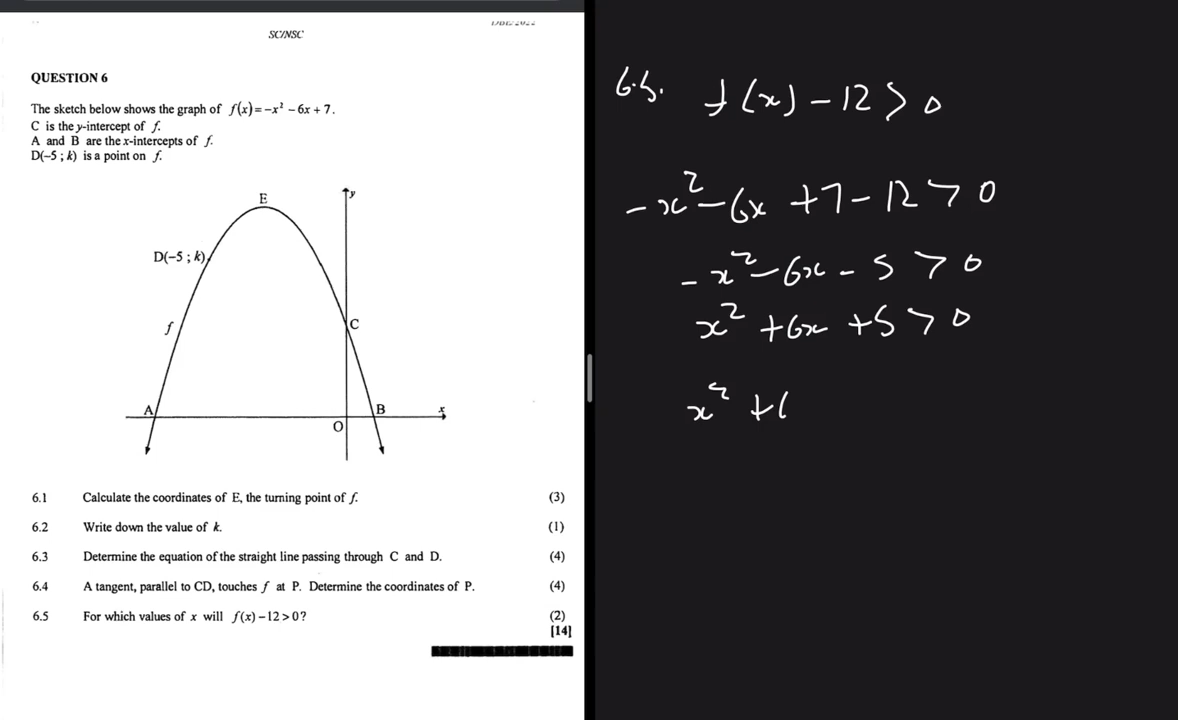 SC/NSC
QUESTION 6
The sketch below shows the graph of f(x) = −x² − 6x + 7.
C is the y-intercept of f.
A and B are the x-intercepts of f.
D(−5 ; k) is a point on f.
E
y
D(−5 ; k)
f
C
A
B
x
O
6.1 Calculate the coordinates of E, the turning point of f. (3)
6.2 Write down the value of k. (1)
6.3 Determine the equation of the straight line passing through C and D. (4)
6.4 A tangent, parallel to CD, touches f at P. Determine the coordinates of P. (4)
6.5 For which values of x will f(x) − 12 > 0? (2)
[14]
6.5. f(x) − 12 > 0
−x² − 6x + 7 − 12 > 0
−x² − 6x − 5 > 0
x² + 6x + 5 > 0
x² +